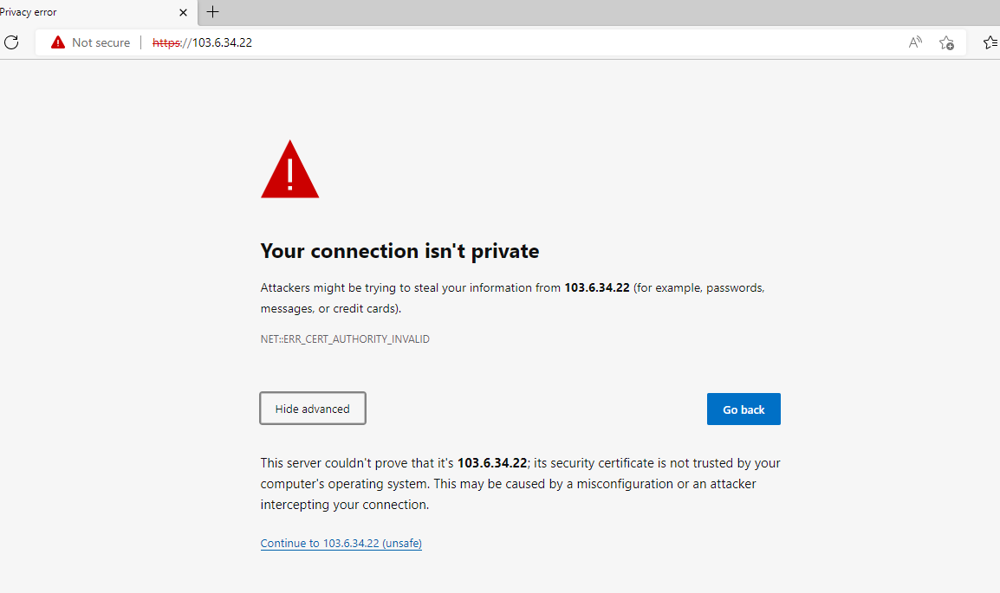 Privacy error
Not secure
https://103.6.34.22
Your connection isn't private
Attackers might be trying to steal your information from 103.6.34.22 (for example, passwords,
messages, or credit cards).
NET::ERR_CERT_AUTHORITY_INVALID
Hide advanced
Go back
This server couldn't prove that it's 103.6.34.22; its security certificate is not trusted by your
computer's operating system. This may be caused by a misconfiguration or an attacker
intercepting your connection.
Continue to 103.6.34.22 (unsafe)